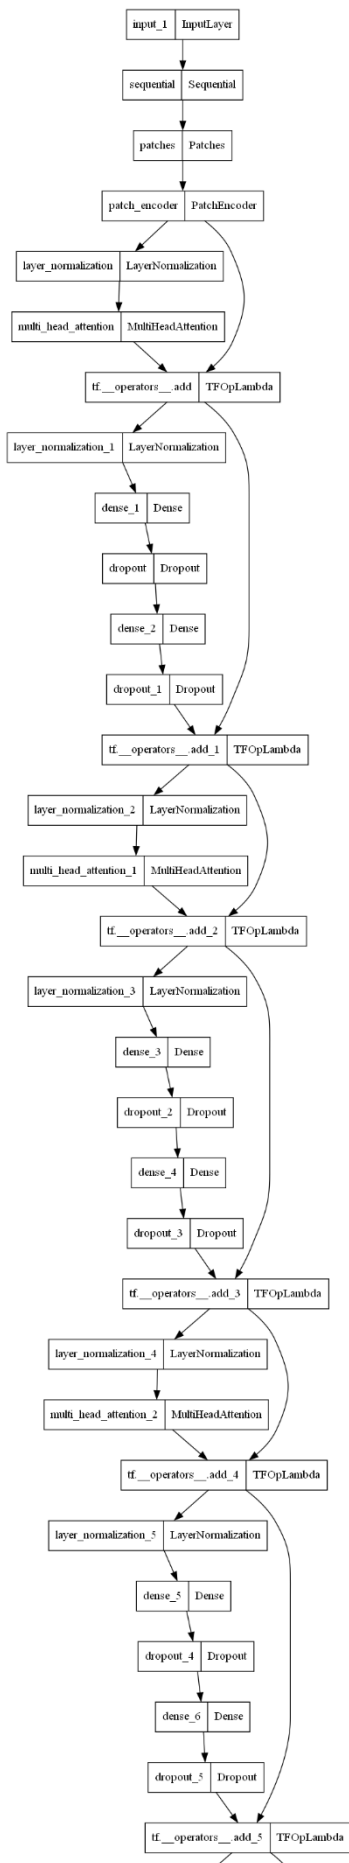 input_1 InputLayer
sequential Sequential
patches Patches
patch_encoder PatchEncoder
layer_normalization LayerNormalization
multi_head_attention MultiHeadAttention
tf.__operators__.add TFOpLambda
layer_normalization_1 LayerNormalization
dense_1 Dense
dropout Dropout
dense_2 Dense
dropout_1 Dropout
tf.__operators__.add_1 TFOpLambda
layer_normalization_2 LayerNormalization
multi_head_attention_1 MultiHeadAttention
tf.__operators__.add_2 TFOpLambda
layer_normalization_3 LayerNormalization
dense_3 Dense
dropout_2 Dropout
dense_4 Dense
dropout_3 Dropout
tf.__operators__.add_3 TFOpLambda
layer_normalization_4 LayerNormalization
multi_head_attention_2 MultiHeadAttention
tf.__operators__.add_4 TFOpLambda
layer_normalization_5 LayerNormalization
dense_5 Dense
dropout_4 Dropout
dense_6 Dense
dropout_5 Dropout
tf.__operators__.add_5 TFOpLambda